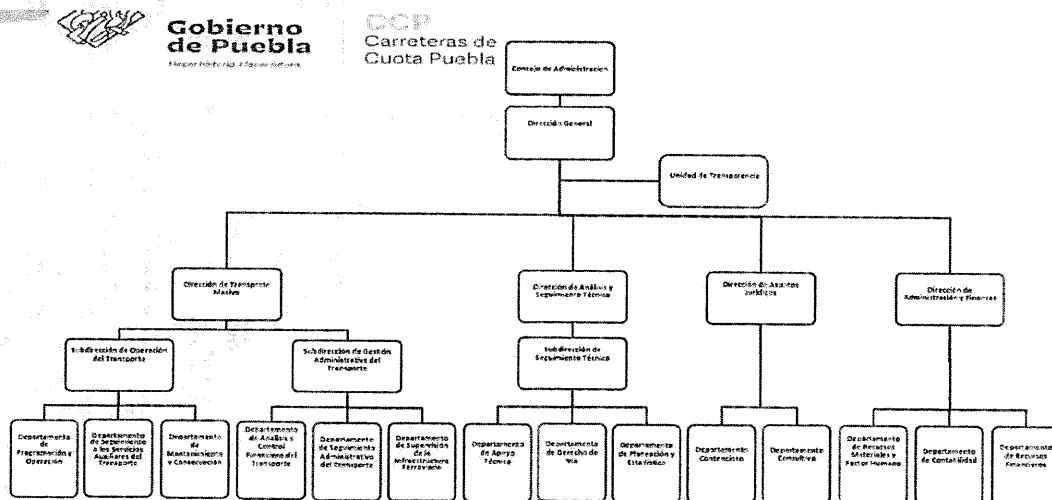 Gobierno
de Puebla
CCP
Carreteras de
Cuota Puebla
Consejo de Administración
Dirección General
Unidad de Transparencia
Dirección de Transporte
Masivo
Dirección de Análisis y
Seguimiento Técnico
Dirección de Asuntos
Jurídicos
Dirección de
Administración y Finanzas
Subdirección de Operación
del Transporte
Subdirección de Gestión
Administrativa del
Transporte
Subdirección de
Seguimiento Técnico
Departamento
de
Programación y
Operación
Departamento
de Seguimiento
a los Servicios
Auxiliares del
Transporte
Departamento
de
Mantenimiento
y Conservación
Departamento
de Análisis y
Control
Financiero del
Transporte
Departamento
de Seguimiento
Administrativo
del Transporte
Departamento
de Supervisión
de la
Infraestructura
Ferroviaria
Departamento
de Apoyo
Técnico
Departamento
de Derecho de
Vía
Departamento
de Planeación y
Estadística
Departamento
Contencioso
Departamento
Consultivo
Departamento
de Recursos
Materiales y
Factor Humano
Departamento
de Contabilidad
Departamento
de Recursos
Financieros